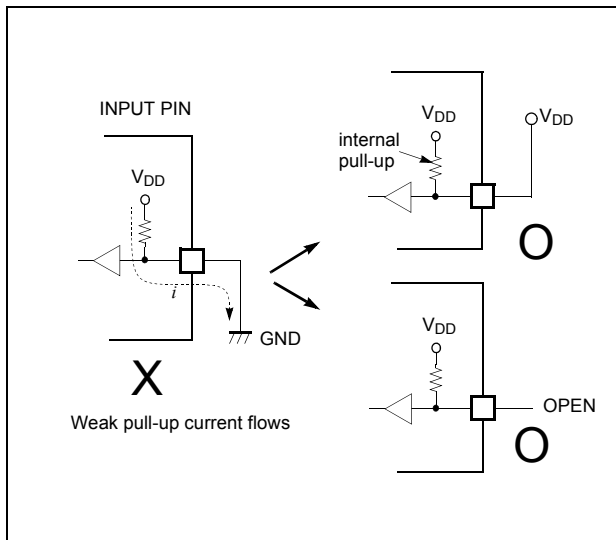 INPUT PIN
VDD
i
GND
X
Weak pull-up current flows
internal
pull-up
VDD
VDD
O
VDD
OPEN
O